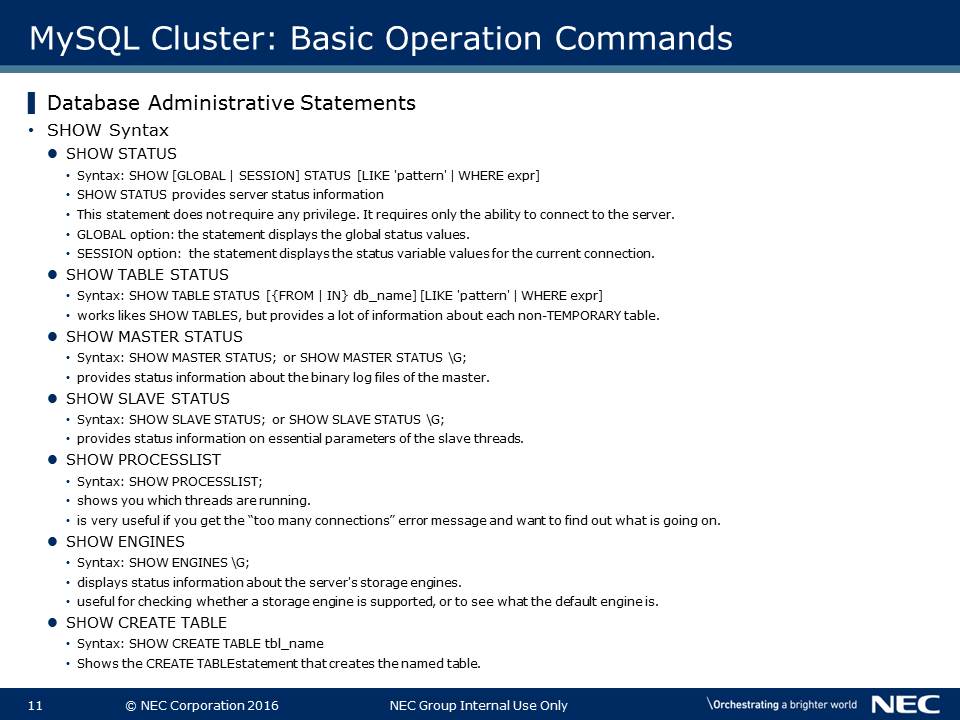 MySQL Cluster: Basic Operation Commands
Database Administrative Statements
• SHOW Syntax
● SHOW STATUS
• Syntax: SHOW [GLOBAL | SESSION] STATUS [LIKE 'pattern' | WHERE expr]
• SHOW STATUS provides server status information
• This statement does not require any privilege. It requires only the ability to connect to the server.
• GLOBAL option: the statement displays the global status values.
• SESSION option: the statement displays the status variable values for the current connection.
● SHOW TABLE STATUS
• Syntax: SHOW TABLE STATUS [{FROM | IN} db_name] [LIKE 'pattern' | WHERE expr]
• works likes SHOW TABLES, but provides a lot of information about each non-TEMPORARY table.
● SHOW MASTER STATUS
• Syntax: SHOW MASTER STATUS; or SHOW MASTER STATUS \G;
• provides status information about the binary log files of the master.
● SHOW SLAVE STATUS
• Syntax: SHOW SLAVE STATUS; or SHOW SLAVE STATUS \G;
• provides status information on essential parameters of the slave threads.
● SHOW PROCESSLIST
• Syntax: SHOW PROCESSLIST;
• shows you which threads are running.
• is very useful if you get the “too many connections” error message and want to find out what is going on.
● SHOW ENGINES
• Syntax: SHOW ENGINES \G;
• displays status information about the server's storage engines.
• useful for checking whether a storage engine is supported, or to see what the default engine is.
● SHOW CREATE TABLE
• Syntax: SHOW CREATE TABLE tbl_name
• Shows the CREATE TABLEstatement that creates the named table.
11 © NEC Corporation 2016 NEC Group Internal Use Only \Orchestrating a brighter world NEC